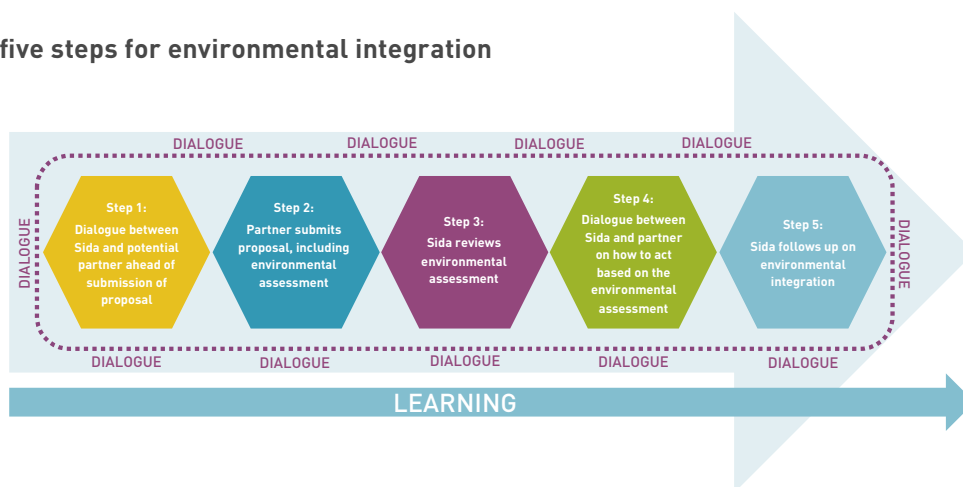 five steps for environmental integration
DIALOGUE
DIALOGUE
DIALOGUE
DIALOGUE
DIALOGUE
Step 1:
Dialogue between
Sida and potential
partner ahead of
submission of
proposal
Step 2:
Partner submits
proposal, including
environmental
assessment
Step 3:
Sida reviews
environmental
assessment
Step 4:
Dialogue between
Sida and partner
on how to act
based on the
environmental
assessment
Step 5:
Sida follows up on
environmental
integration
DIALOGUE
DIALOGUE
DIALOGUE
DIALOGUE
DIALOGUE
DIALOGUE
LEARNING